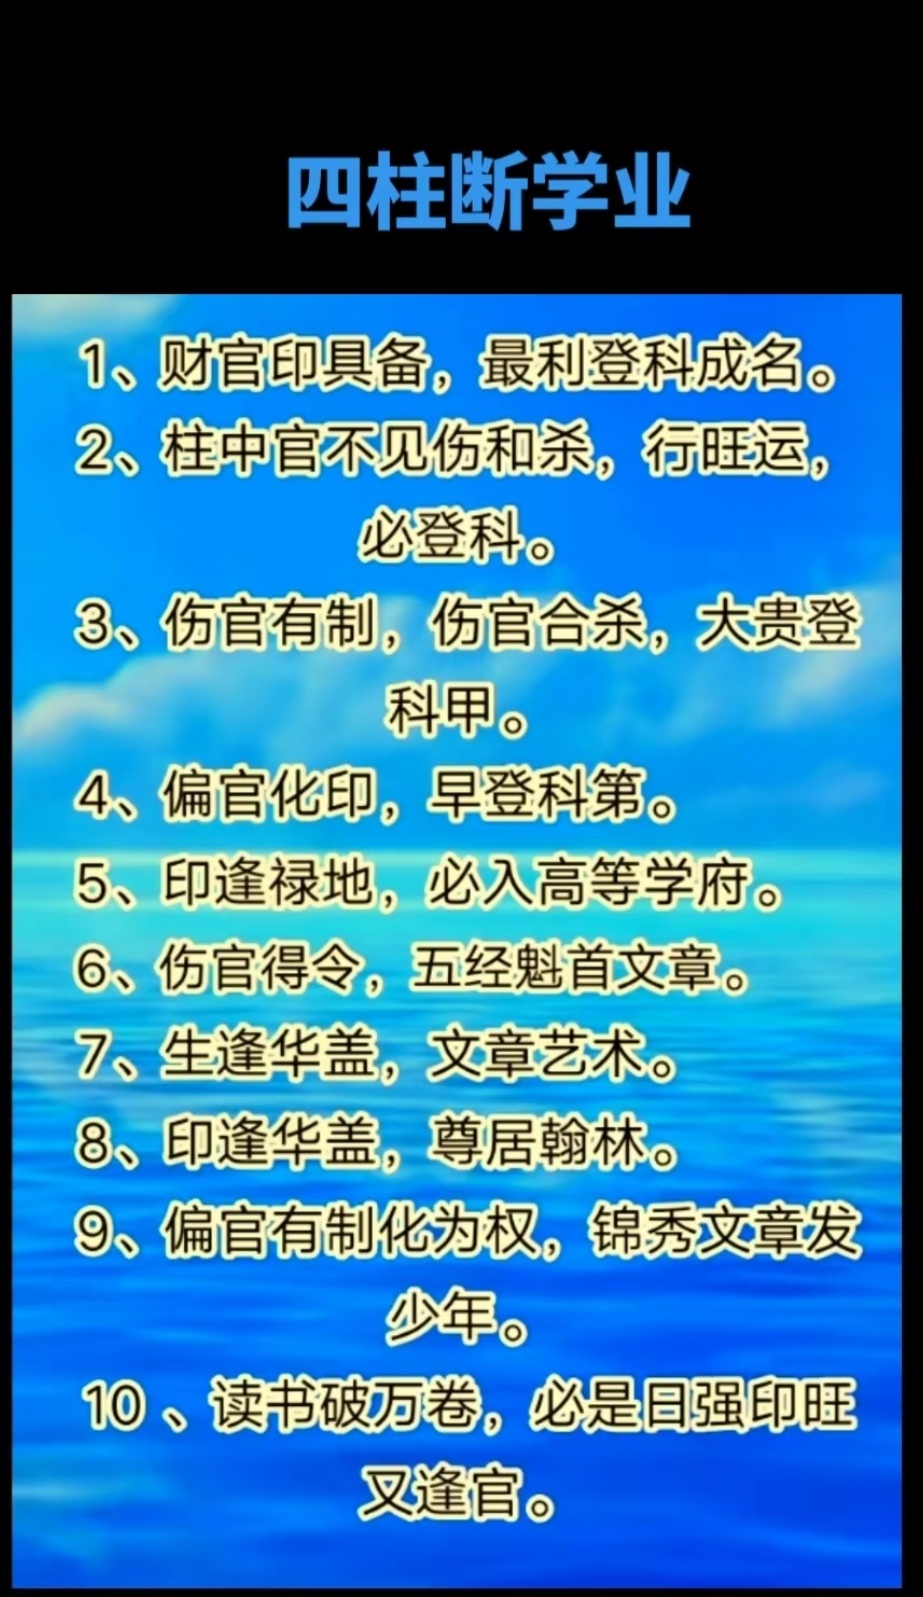 四柱断学业
1、财官印具备，最利登科成名。
2、柱中官不见伤和杀，行旺运，
必登科。
3、伤官有制，伤官合杀，大贵登
科甲。
4、偏官化印，早登科第。
5、印逢禄地，必入高等学府。
6、伤官得令，五经魁首文章。
7、生逢华盖，文章艺术。
8、印逢华盖，尊居翰林。
9、偏官有制化为权，锦秀文章发
少年。
10、读书破万卷，必是日强印旺
又逢官。